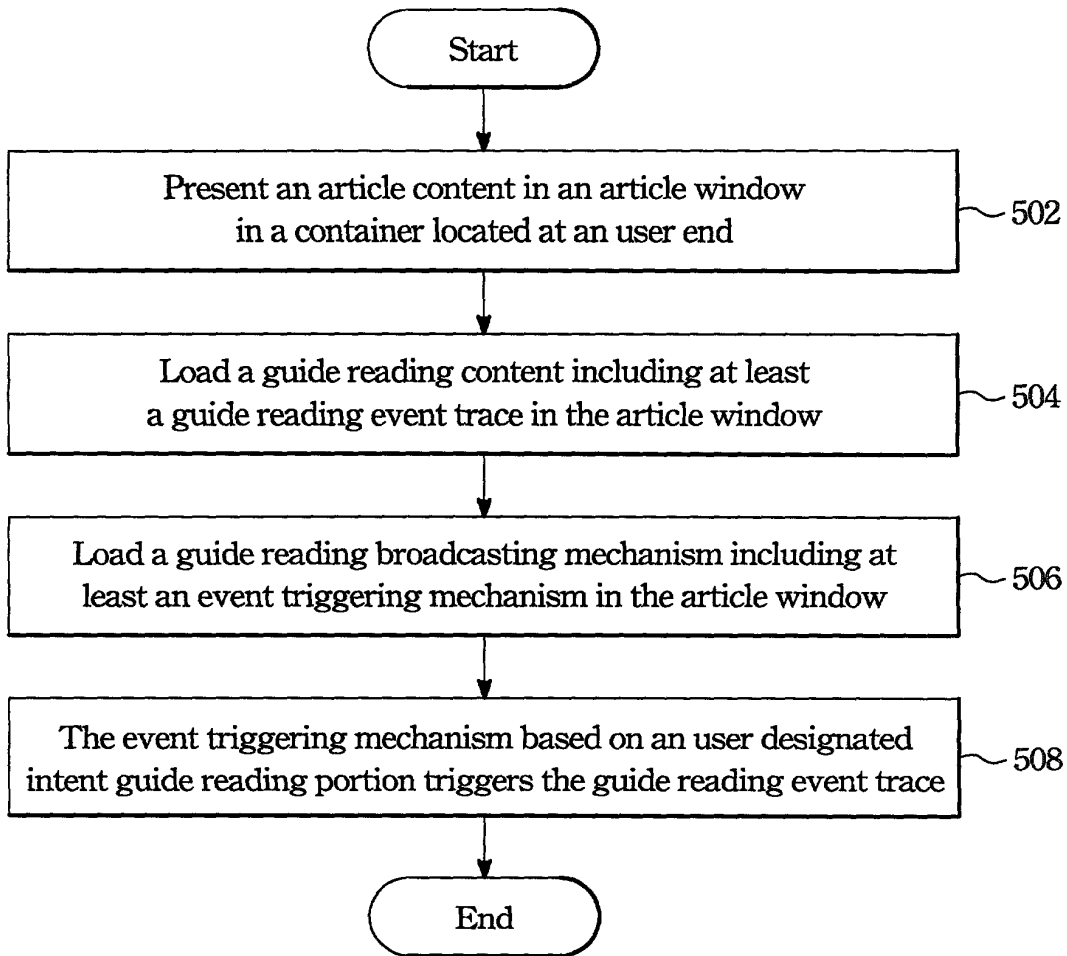 Start
Present an article content in an article window
in a container located at an user end
502
Load a guide reading content including at least
a guide reading event trace in the article window
504
Load a guide reading broadcasting mechanism including at
least an event triggering mechanism in the article window
506
The event triggering mechanism based on an user designated
intent guide reading portion triggers the guide reading event trace
508
End